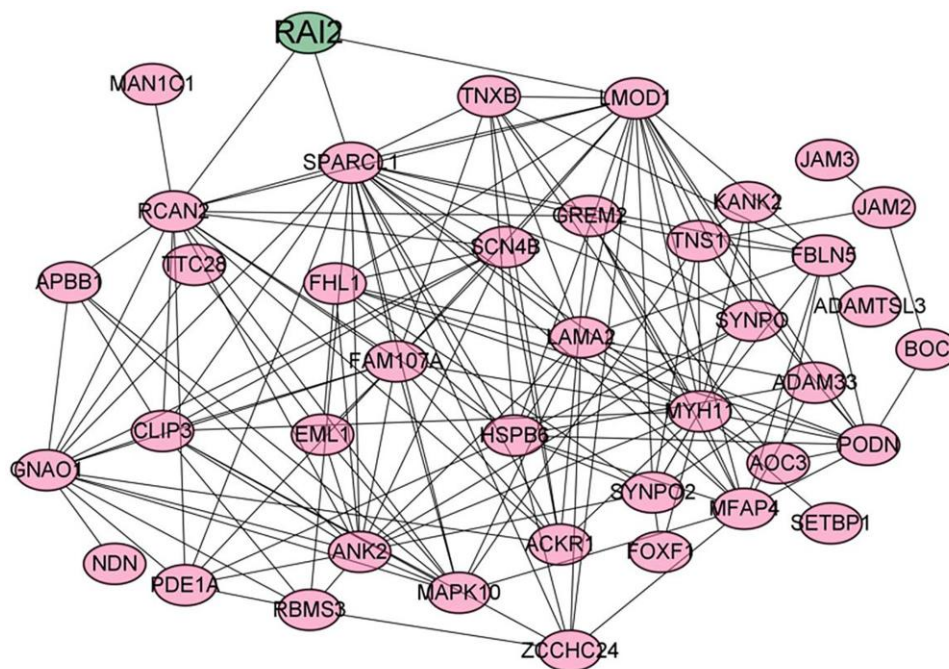 RAI2
MAN1C1
TNXB
LMOD1
SPARCL1
JAM3
RCAN2
GREM2
KANK2
JAM2
TNS1
SCN4B
FBLN5
APBB1
TTC28
FHL1
ADAMTSL3
SYNPO
LAMA2
BOC
FAM107A
ADAM33
MYH11
CLIP3
EML1
HSPB6
PODN
GNAO1
AOC3
SYNPO2
MFAP4
SETBP1
NDN
ANK2
ACKR1
FOXF1
PDE1A
MAPK10
RBMS3
ZCCHC24